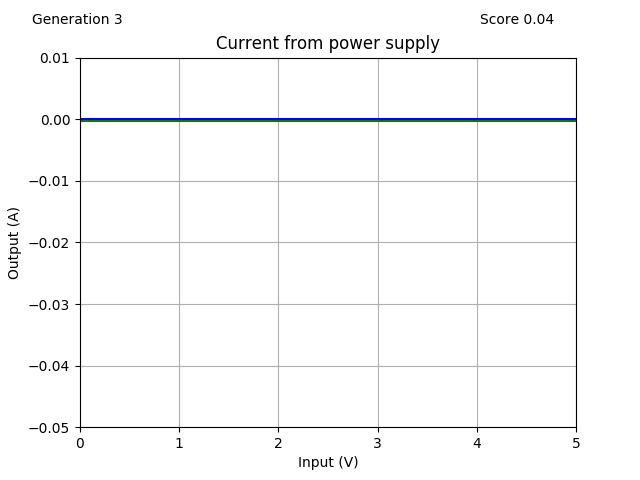 Generation 3
Score 0.04
Current from power supply
0.01
0.00
−0.01
−0.02
−0.03
−0.04
−0.05
Output (A)
0 1 2 3 4 5
Input (V)